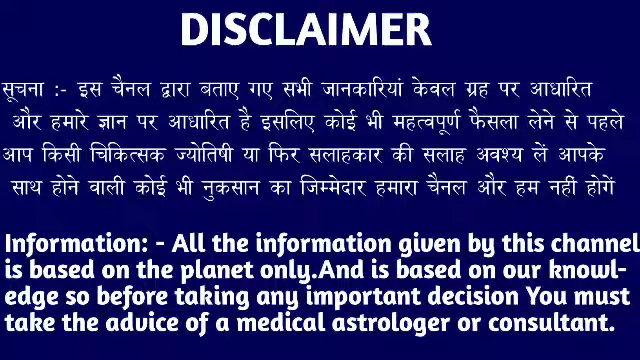 DISCLAIMER
सूचना :- इस चैनल द्वारा बताए गए सभी जानकारियां केवल ग्रह पर आधारित
और हमारे ज्ञान पर आधारित है इसलिए कोई भी महत्वपूर्ण फैसला लेने से पहले
आप किसी चिकित्सक ज्योतिषी या फिर सलाहकार की सलाह अवश्य लें आपके
साथ होने वाली कोई भी नुकसान का जिम्मेदार हमारा चैनल और हम नहीं होगें
Information: - All the information given by this channel
is based on the planet only.And is based on our knowl-
edge so before taking any important decision You must
take the advice of a medical astrologer or consultant.